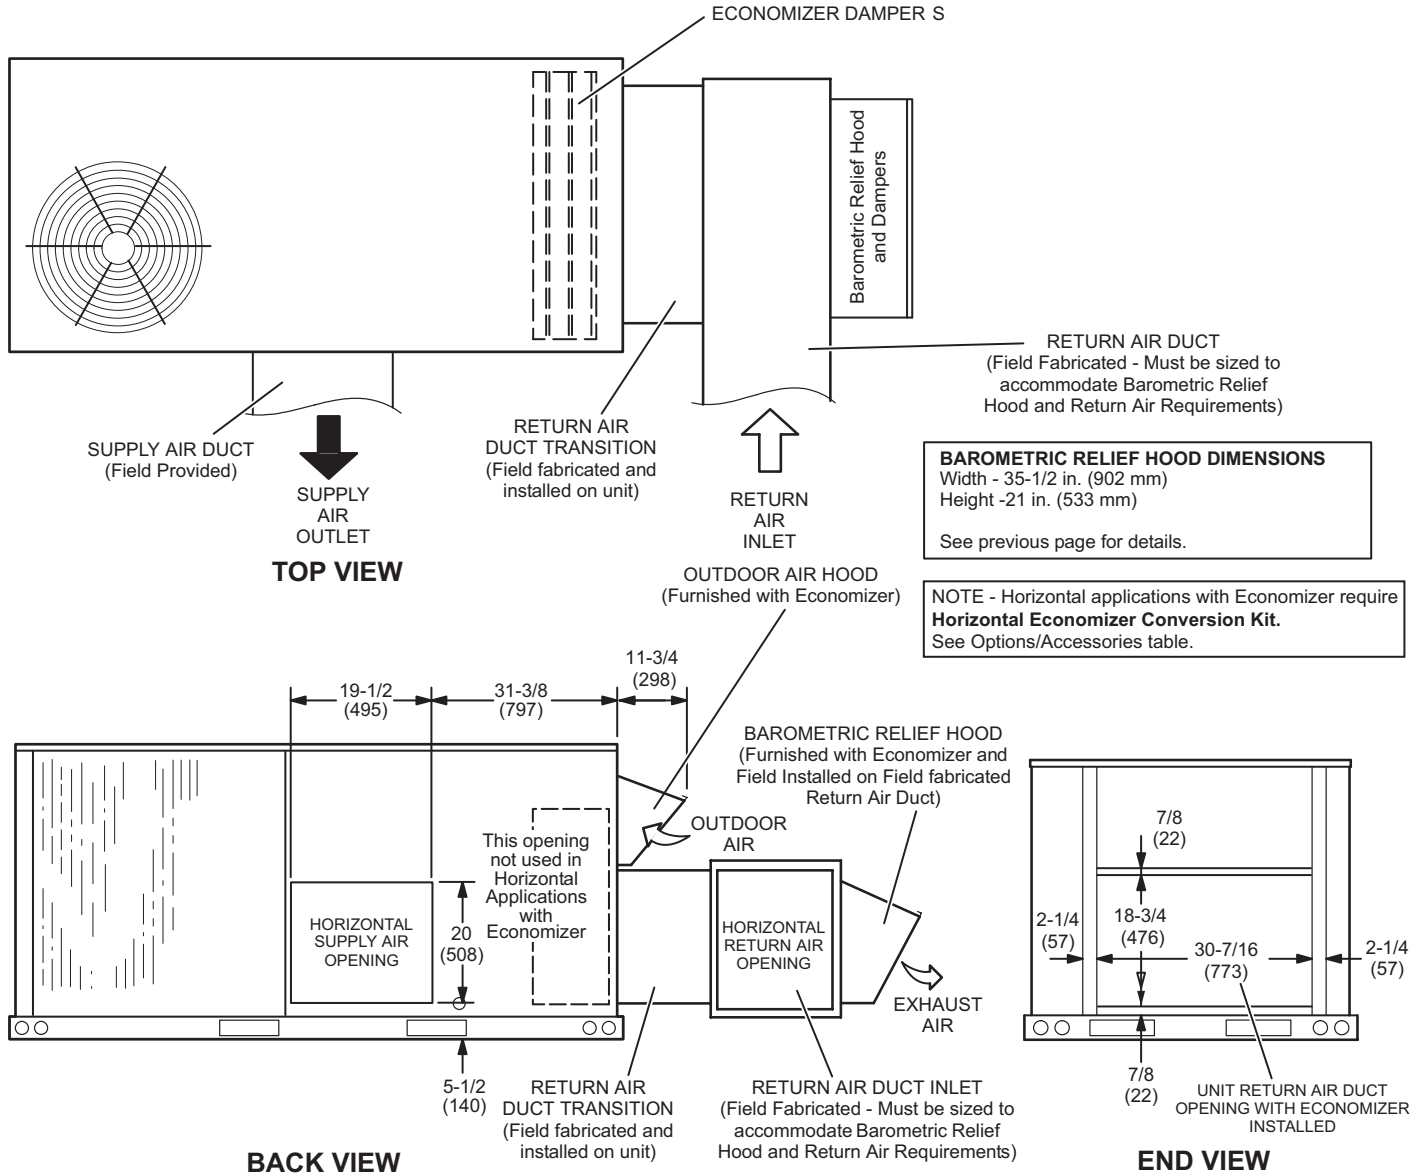 ECONOMIZER DAMPER S
Barometric Relief Hood
and Dampers
RETURN AIR DUCT
(Field Fabricated - Must be sized to
accommodate Barometric Relief
Hood and Return Air Requirements)
SUPPLY AIR DUCT
(Field Provided)
SUPPLY
AIR
OUTLET
RETURN AIR
DUCT TRANSITION
(Field fabricated and
installed on unit)
RETURN
AIR
INLET
TOP VIEW
BAROMETRIC RELIEF HOOD DIMENSIONS
Width - 35-1/2 in. (902 mm)
Height -21 in. (533 mm)
See previous page for details.
NOTE - Horizontal applications with Economizer require
Horizontal Economizer Conversion Kit.
See Options/Accessories table.
OUTDOOR AIR HOOD
(Furnished with Economizer)
19-1/2
(495)
31-3/8
(797)
11-3/4
(298)
BAROMETRIC RELIEF HOOD
(Furnished with Economizer and
Field Installed on Field fabricated
Return Air Duct)
OUTDOOR
AIR
This opening
not used in
Horizontal
Applications
with
Economizer
HORIZONTAL
SUPPLY AIR
OPENING
20
(508)
HORIZONTAL
RETURN AIR
OPENING
EXHAUST
AIR
5-1/2
(140)
RETURN AIR
DUCT TRANSITION
(Field fabricated and
installed on unit)
RETURN AIR DUCT INLET
(Field Fabricated - Must be sized to
accommodate Barometric Relief
Hood and Return Air Requirements)
BACK VIEW
7/8
(22)
2-1/4
(57)
18-3/4
(476)
30-7/16
(773)
2-1/4
(57)
7/8
(22)
UNIT RETURN AIR DUCT
OPENING WITH ECONOMIZER
INSTALLED
END VIEW